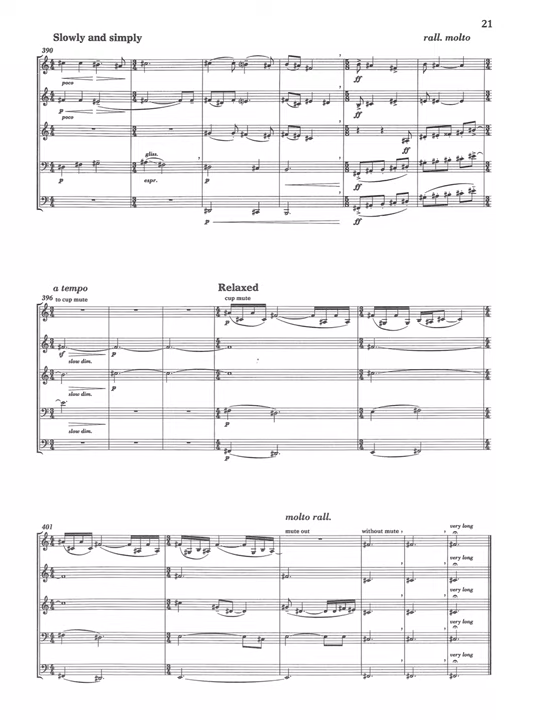 21
Slowly and simply rall. molto
390
poco
p ff
poco
p ff
ff
gliss.
p espr. p ff
p ff
a tempo Relaxed
396 to cup mute cup mute
p
sf p
slow dim.
p
slow dim.
p
slow dim.
p
molto rall.
401 mute out without mute very long
very long
very long
very long
very long